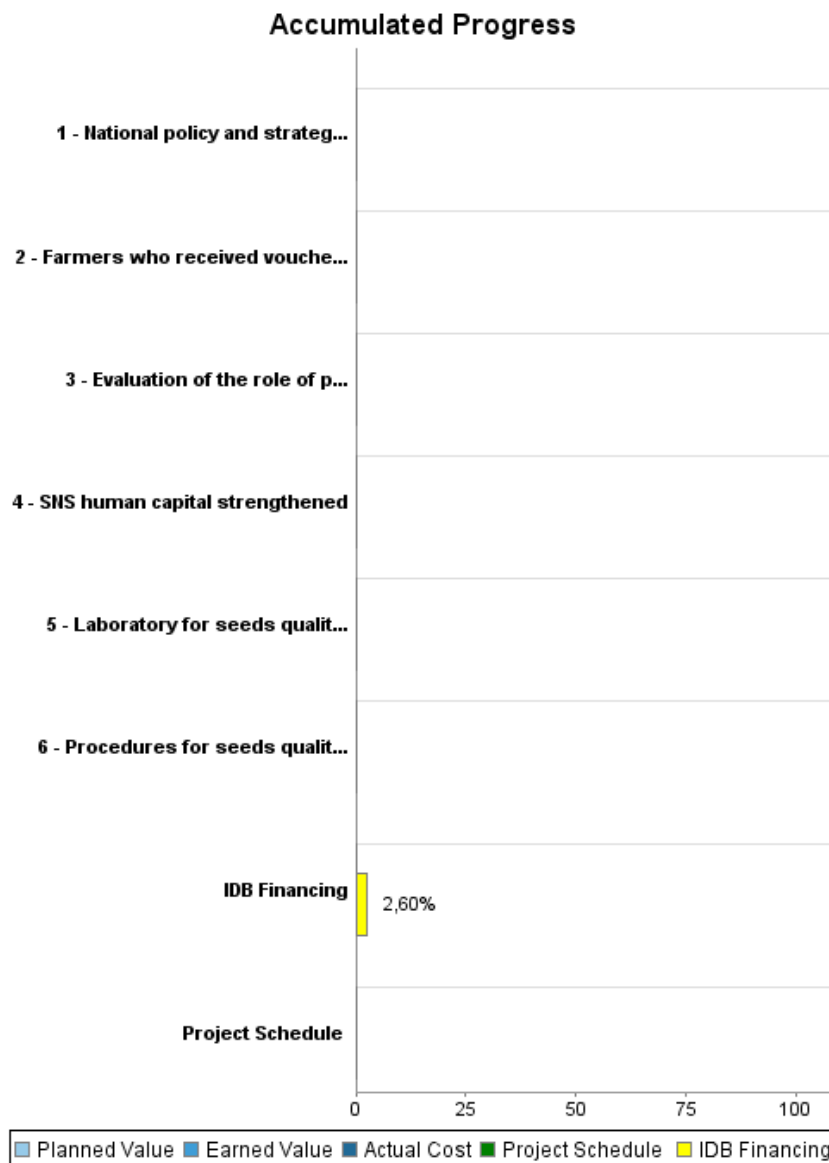 Accumulated Progress
1 - National policy and strateg...
2 - Farmers who received vouche...
3 - Evaluation of the role of p...
4 - SNS human capital strengthened
5 - Laboratory for seeds qualit...
6 - Procedures for seeds qualit...
IDB Financing
2,60%
Project Schedule
0 25 50 75 100
Planned Value Earned Value Actual Cost Project Schedule IDB Financing